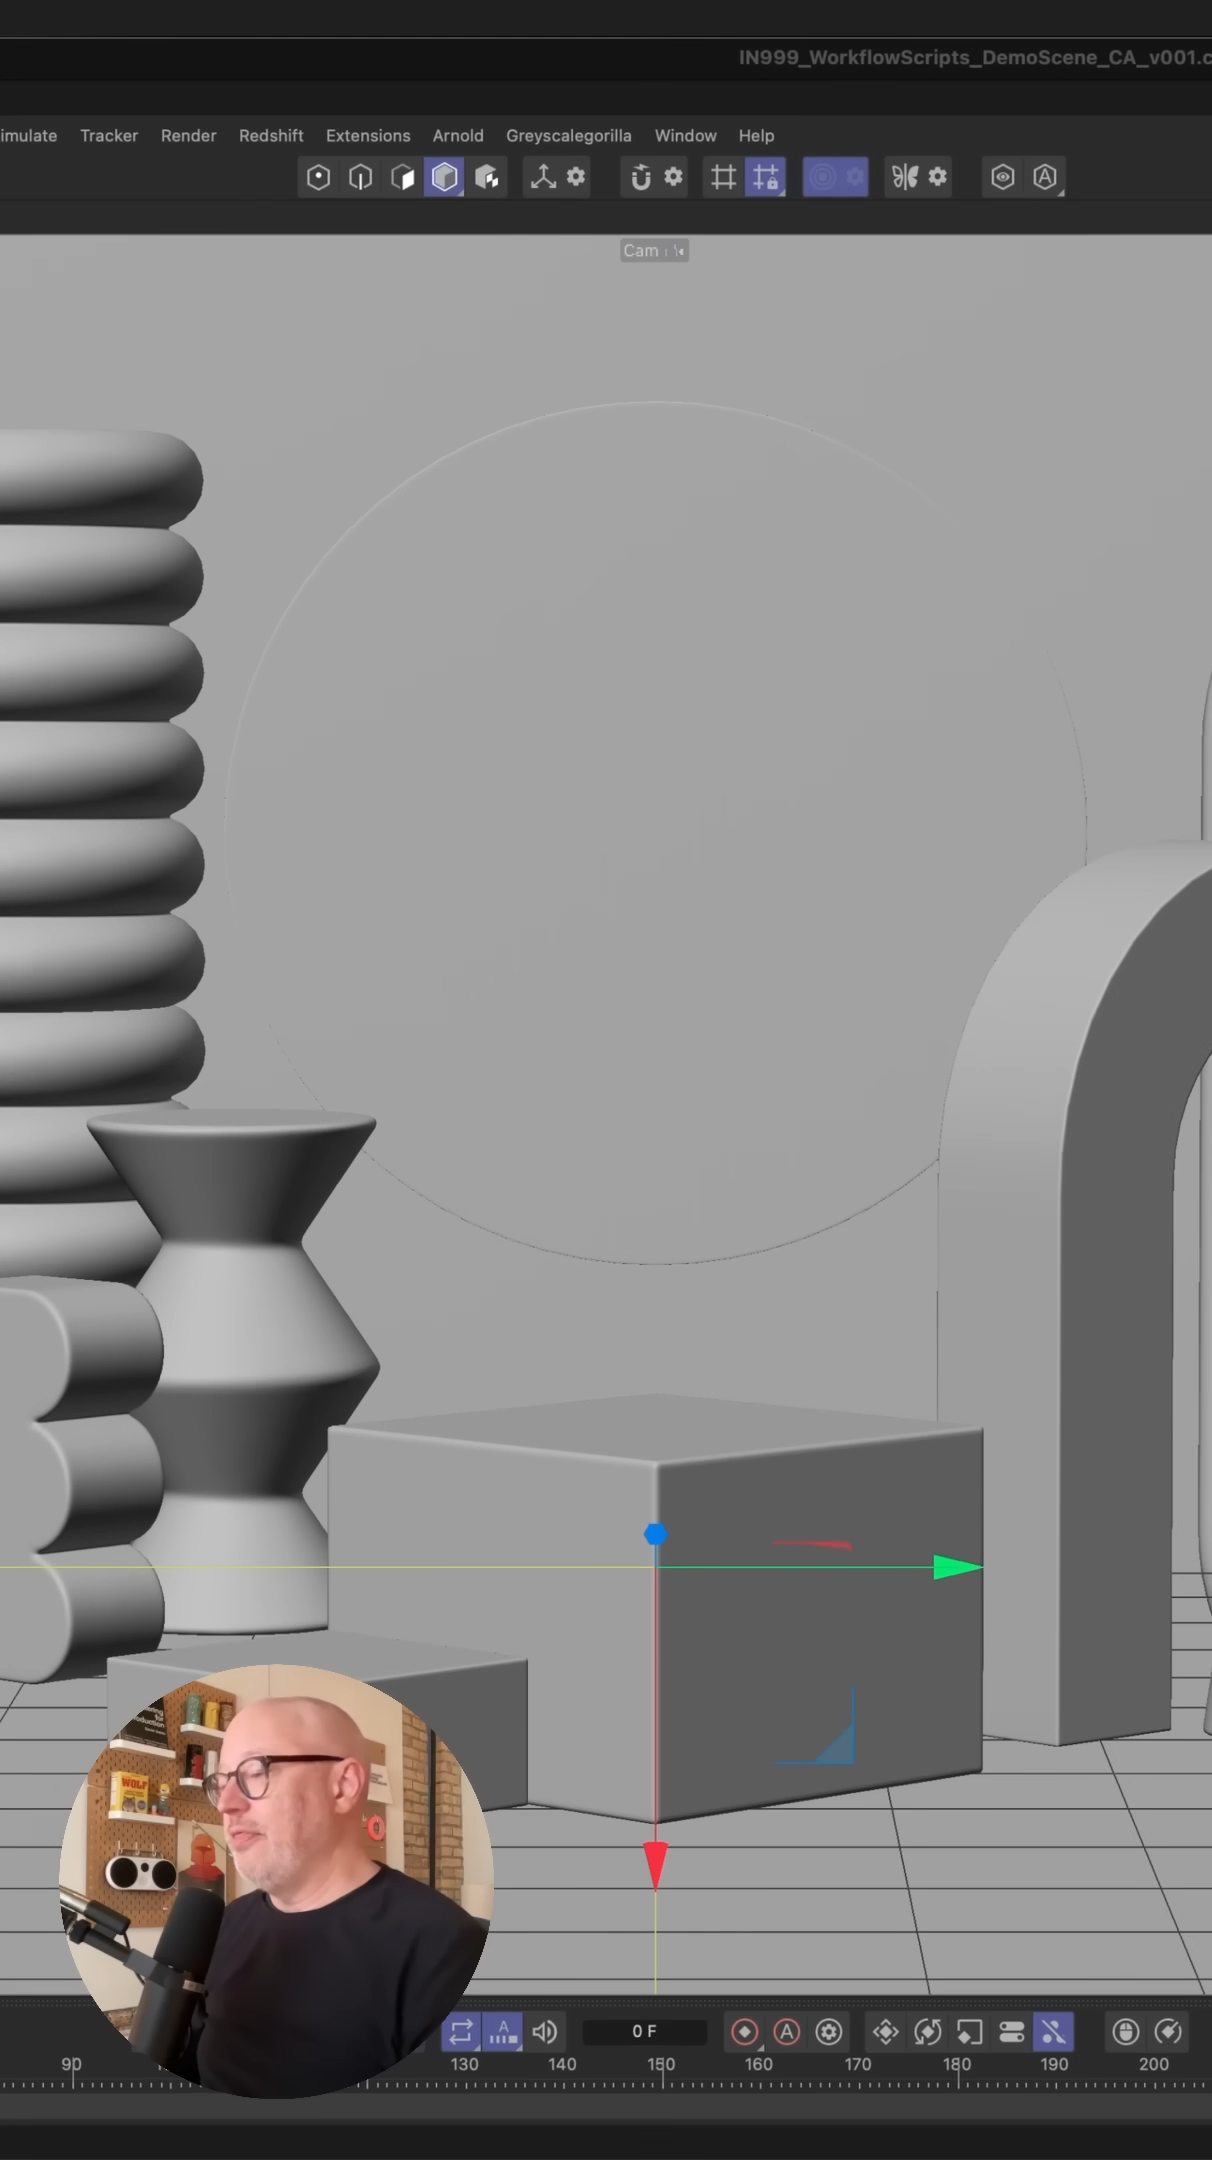 IN999_WorkflowScripts_DemoScene_CA_v001.c
imulate Tracker Render Redshift Extensions Arnold Greyscalegorilla Window Help
Cam
WOLF
0 F
90 130 140 150 160 170 180 190 200